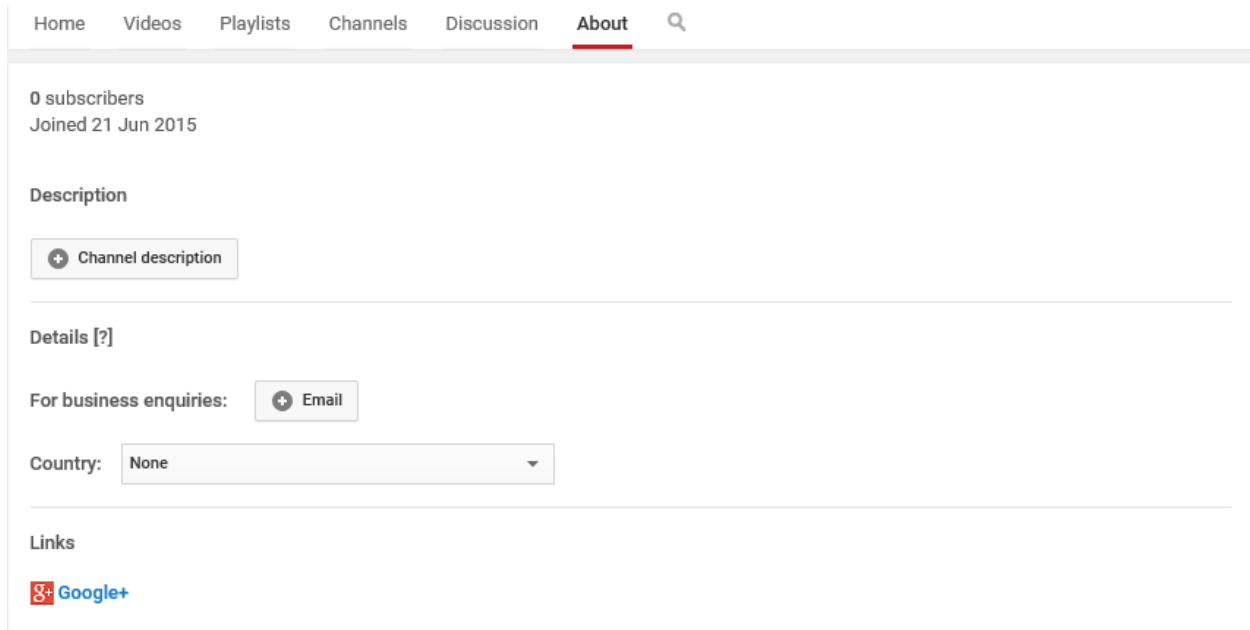 Home Videos Playlists Channels Discussion About
0 subscribers
Joined 21 Jun 2015
Description
Channel description
Details [?]
For business enquiries: Email
Country: None
Links
g+ Google+